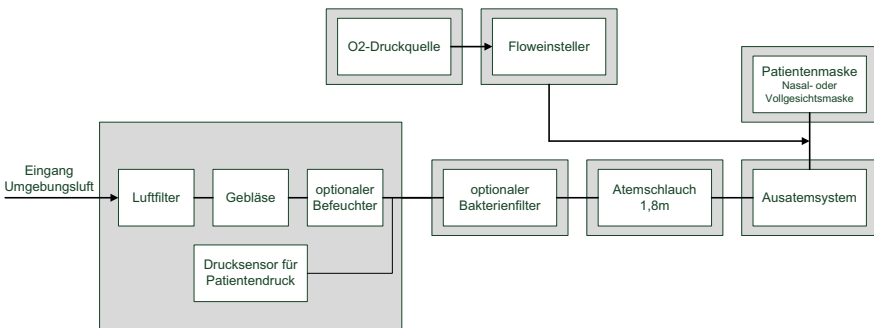 O2-Druckquelle
Floweinsteller
Patientenmaske
Nasal- oder
Vollgesichtsmaske
Eingang
Umgebungsluft
Luftfilter
Gebläse
optionaler
Befeuchter
optionaler
Bakterienfilter
Atemschlauch
1,8m
Ausatemsystem
Drucksensor für
Patientendruck